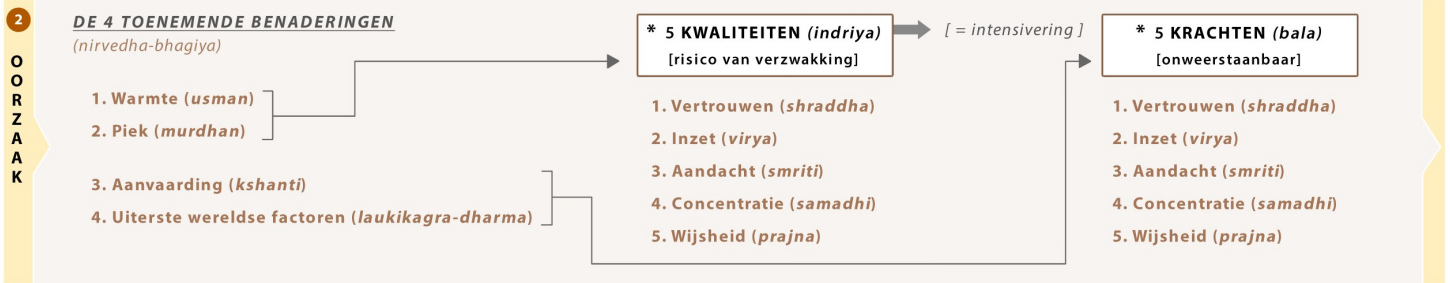 2
OORZAAK
DE 4 TOENEMENDE BENADERINGEN
(nirvedha-bhagiya)
1. Warmte (usman)
2. Piek (murdhan)
3. Aanvaarding (kshanti)
4. Uiterste wereldse factoren (laukikagra-dharma)
* 5 KWALITEITEN (indriya)
[risico van verzwakking]
1. Vertrouwen (shraddha)
2. Inzet (virya)
3. Aandacht (smriti)
4. Concentratie (samadhi)
5. Wijsheid (prajna)
[ = intensivering ]
* 5 KRACHTEN (bala)
[onweerstaanbaar]
1. Vertrouwen (shraddha)
2. Inzet (virya)
3. Aandacht (smriti)
4. Concentratie (samadhi)
5. Wijsheid (prajna)